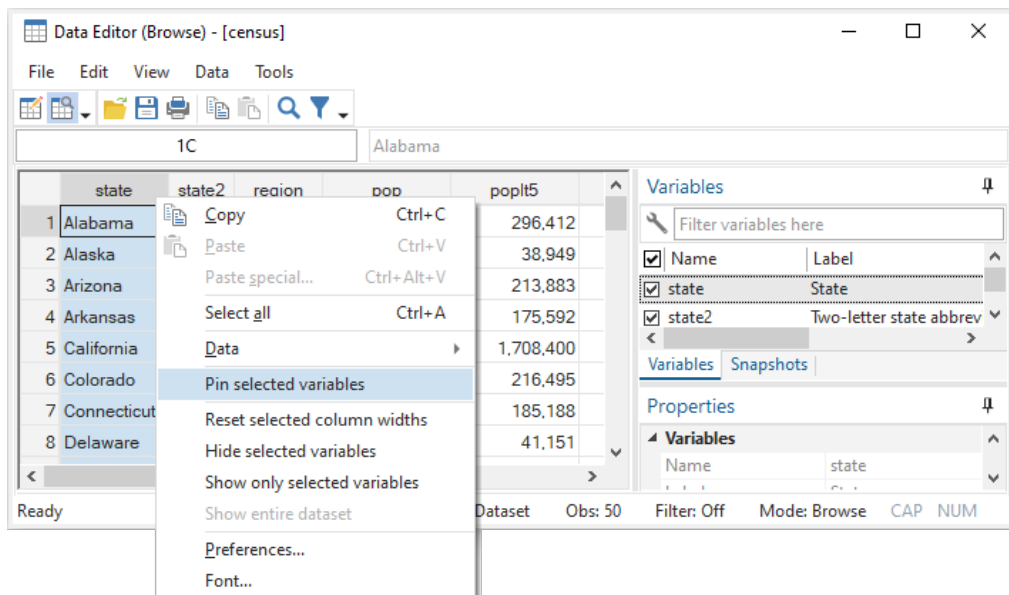 Data Editor (Browse) - [census]
File Edit View Data Tools
1C Alabama
state state2 region pop poplt5
1 Alabama 296,412
2 Alaska 38,949
3 Arizona 213,883
4 Arkansas 175,592
5 California 1,708,400
6 Colorado 216,495
7 Connecticut 185,188
8 Delaware 41,151
Copy Ctrl+C
Paste Ctrl+V
Paste special... Ctrl+Alt+V
Select all Ctrl+A
Data
Pin selected variables
Reset selected column widths
Hide selected variables
Show only selected variables
Show entire dataset
Preferences...
Font...
Variables
Filter variables here
Name Label
state State
state2 Two-letter state abbrev
Variables Snapshots
Properties
Variables
Name state
Ready Dataset Obs: 50 Filter: Off Mode: Browse CAP NUM